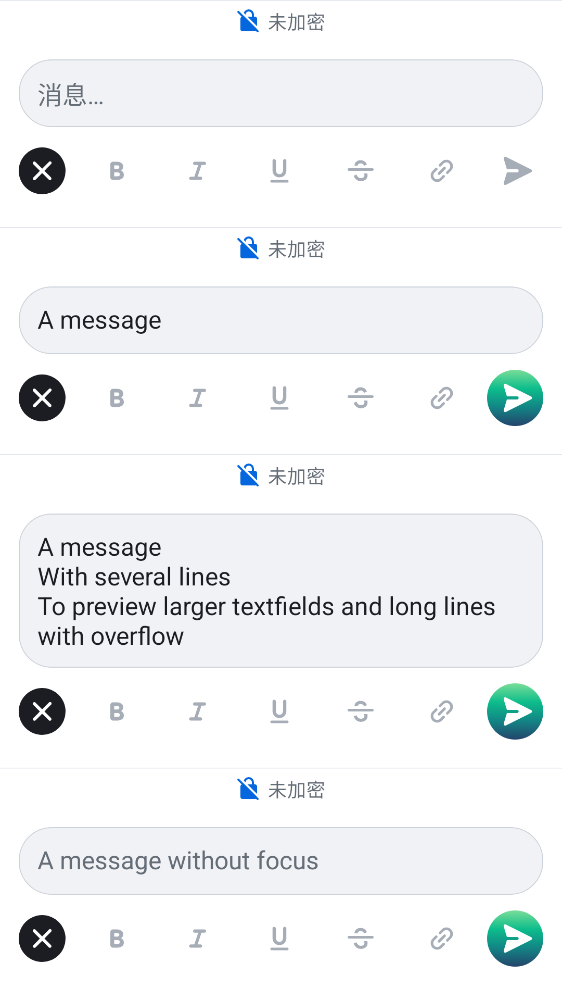 未加密
消息…
未加密
A message
未加密
A message
With several lines
To preview larger textfields and long lines
with overflow
未加密
A message without focus